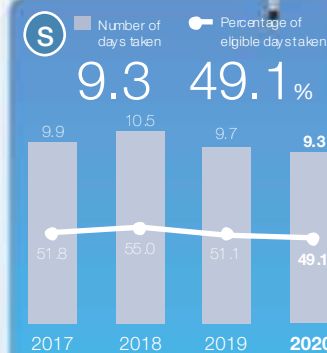 S
Number of
days taken
Percentage of
eligible days taken
9.3 49.1%
9.9 10.5 9.7 9.3
51.8 55.0 51.1 49.1
2017 2018 2019 2020